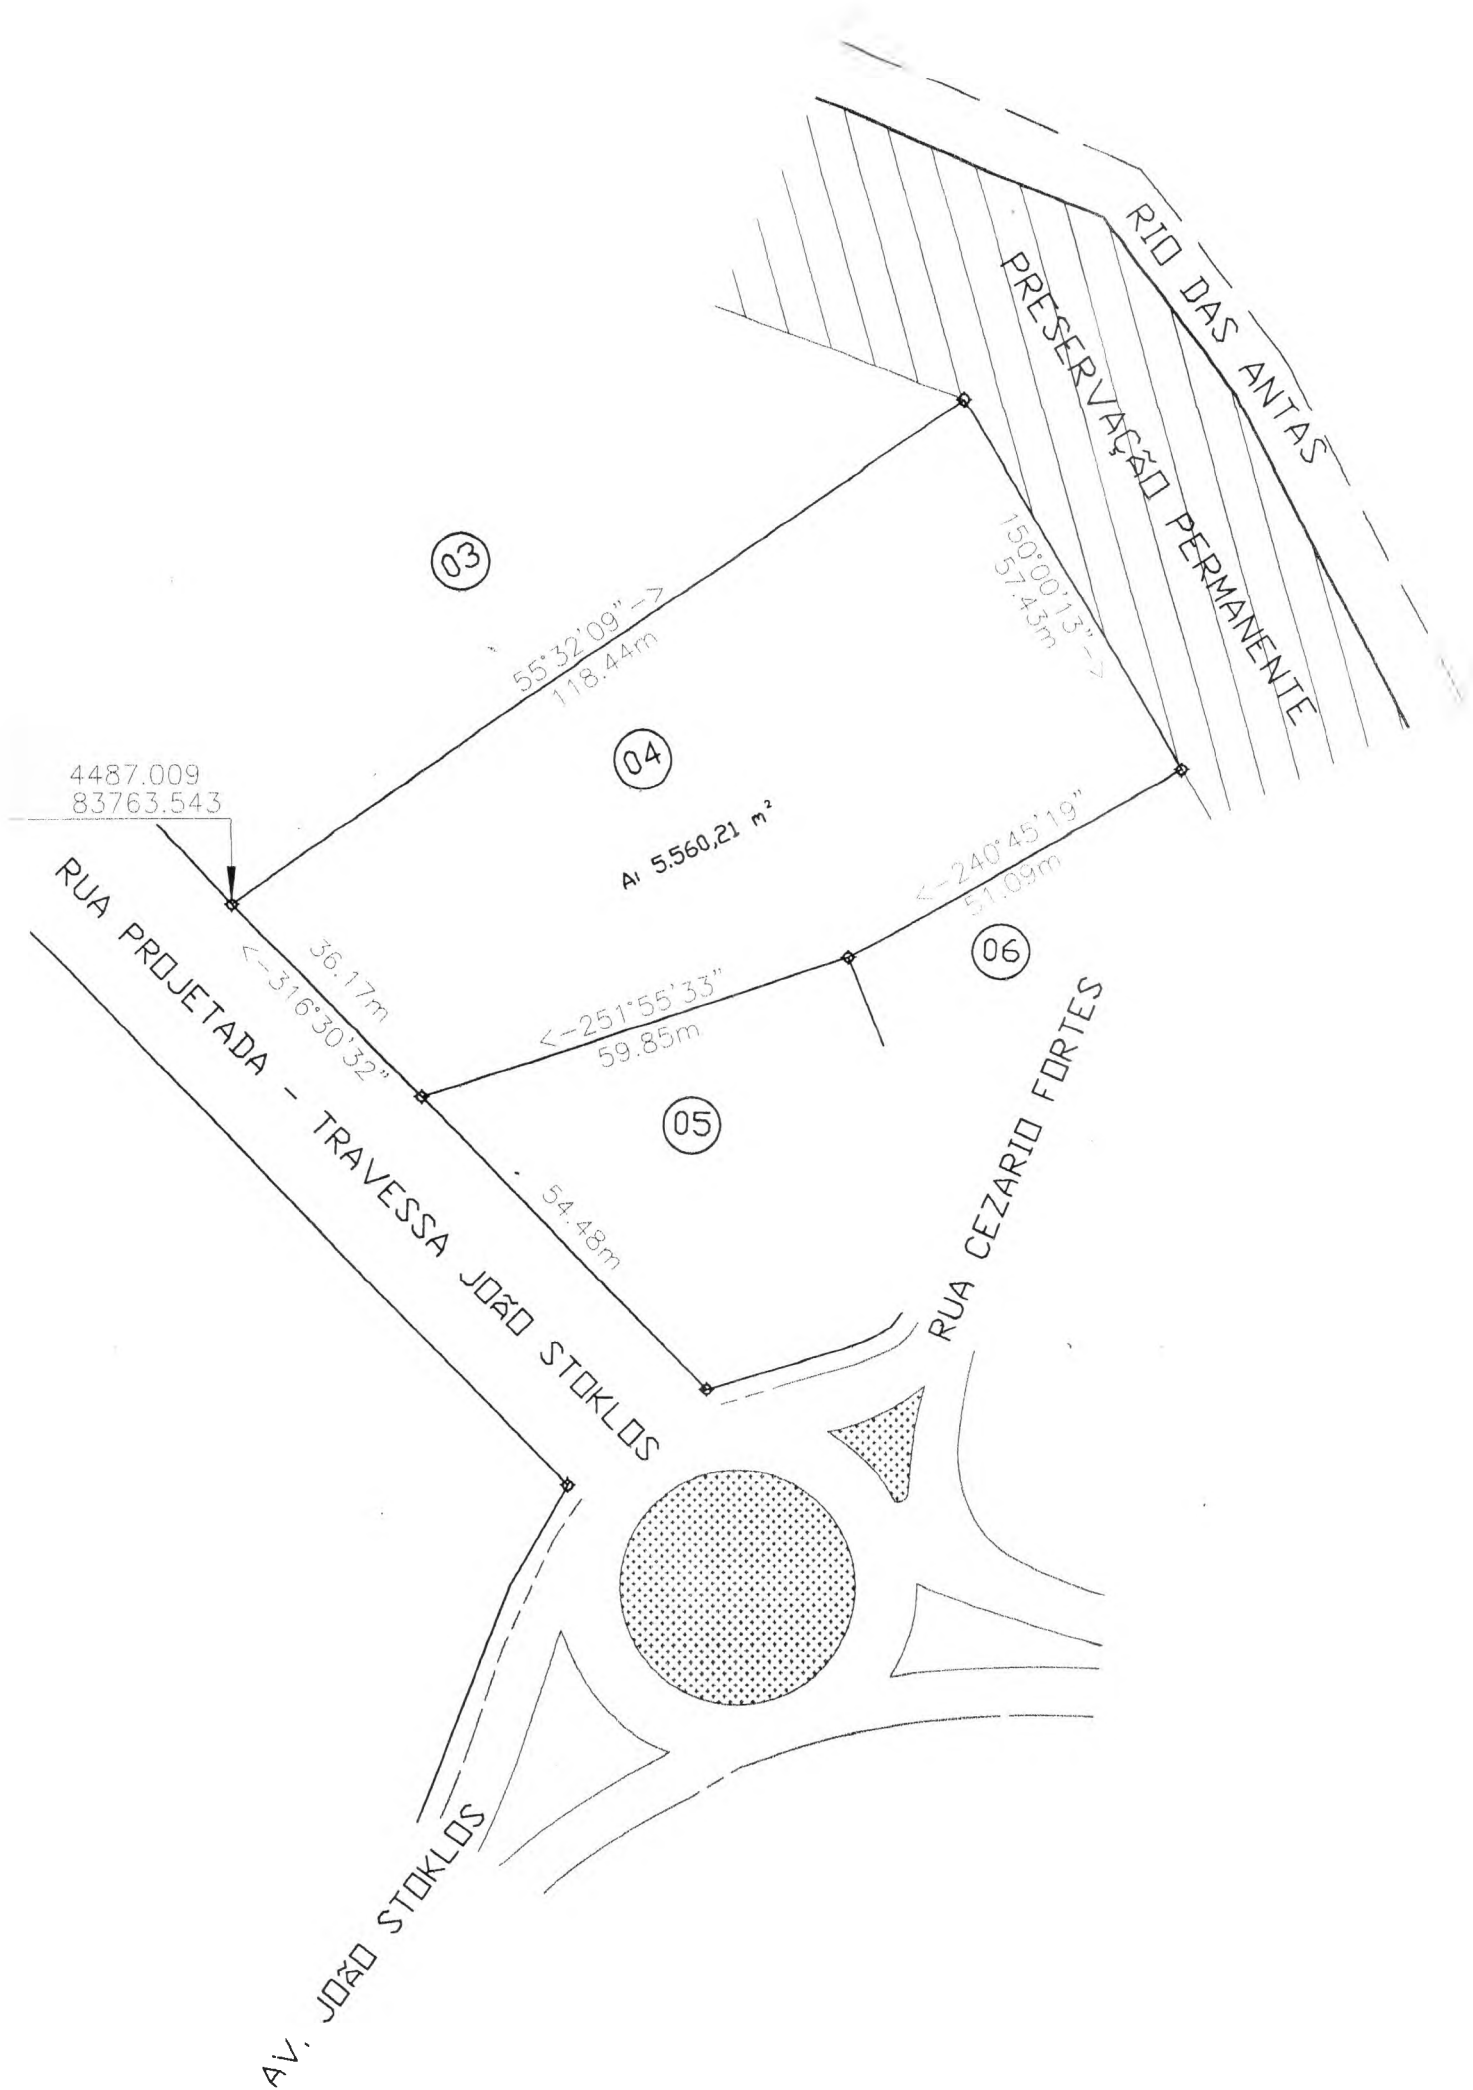 RIO DAS ANTAS
PRESERVAÇÃO PERMANENTE
03
150°00'13"->
57.43m
55°32'09"->
118.44m
04
4487.009
83763.543
A: 5.560,21 m²
<-240°45'19"
51.09m
RUA PROJETADA - TRAVESSA JOÃO STOKLOS
36.17m
<-316°30'32"
06
<-251°55'33"
59.85m
05
RUA CEZARIO FORTES
54.48m
AV. JOÃO STOKLOS